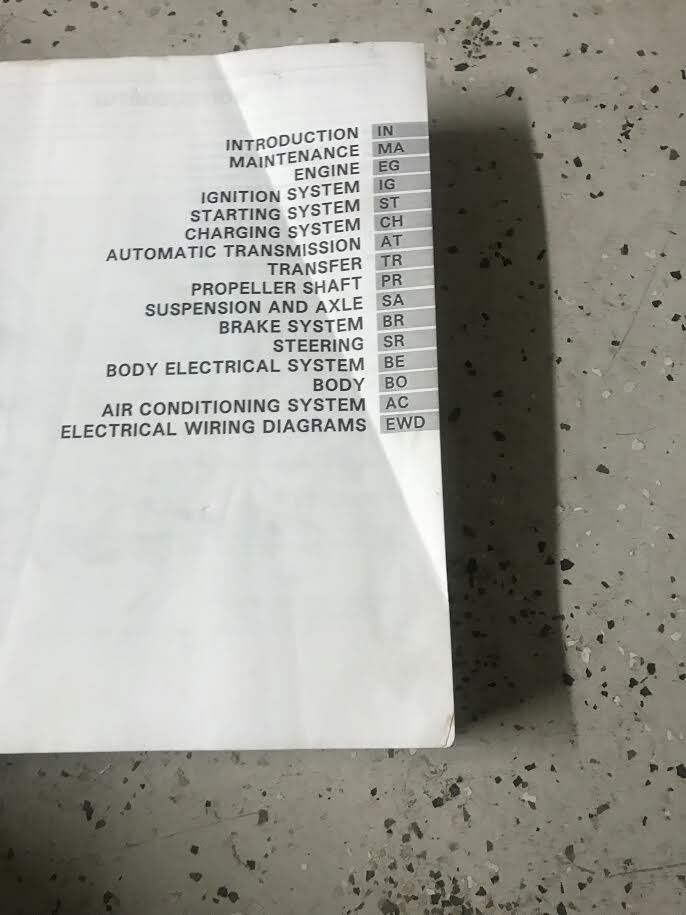 INTRODUCTION IN
MAINTENANCE MA
ENGINE EG
IGNITION SYSTEM IG
STARTING SYSTEM ST
CHARGING SYSTEM CH
AUTOMATIC TRANSMISSION AT
TRANSFER TR
PROPELLER SHAFT PR
SUSPENSION AND AXLE SA
BRAKE SYSTEM BR
STEERING SR
BODY ELECTRICAL SYSTEM BE
BODY BO
AIR CONDITIONING SYSTEM AC
ELECTRICAL WIRING DIAGRAMS EWD